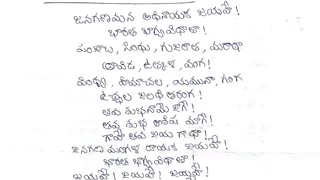 జనగణమన అధినాయక జయహే!
భారత భాగ్యవిధాతా!
పంజాబ, సింధు, గుజరాత, మరాఠా
ద్రావిడ, ఉత్కళ, వంగ!
వింధ్య, హిమాచల, యమునా, గంగ
ఉచ్ఛల జలధి తరంగ!
తవ శుభనామే జాగే!
తవ శుభ ఆశిష మాగే!
గాహే తవ జయ గాథా!
జనగణ మంగళ దాయక జయహే!
భారత భాగ్యవిధాతా!
జయహే! జయహే! జయహే!